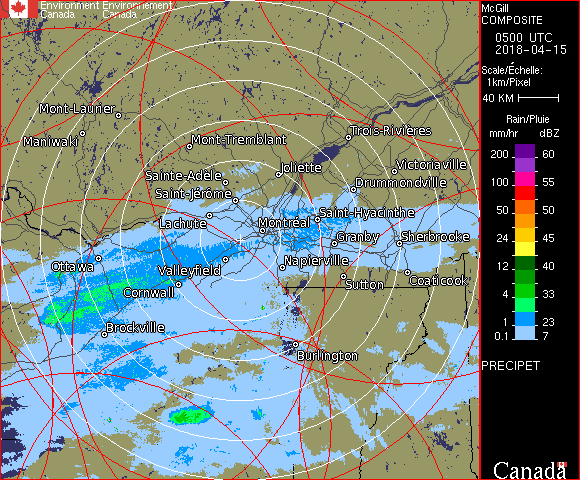 Environment Environnement
Canada Canada
McGill
COMPOSITE
0500 UTC
2018-04-15
Scale/Échelle:
1km/Pixel
40 KM
Rain/Pluie
mm/hr dBZ
200 60
100 55
50 50
24 45
12 40
4 33
1 23
0.1 7
PRECIPET
Canada
Mont-Laurier
Maniwaki
Mont-Tremblant
Trois-Rivières
Joliette
Victoriaville
Sainte-Adèle
Drummondville
Saint-Jérôme
Saint-Hyacinthe
Lachute
Montréal
Granby
Sherbrooke
Ottawa
Valleyfield
Napierville
Cornwall
Sutton
Coaticook
Brockville
Burlington